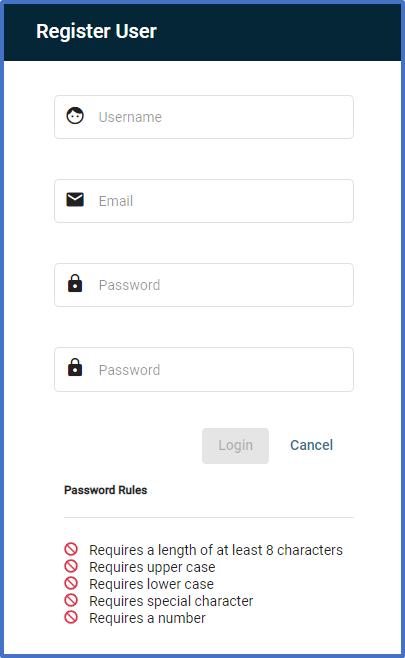 Register User
Username
Email
Password
Password
Login Cancel
Password Rules
Requires a length of at least 8 characters
Requires upper case
Requires lower case
Requires special character
Requires a number